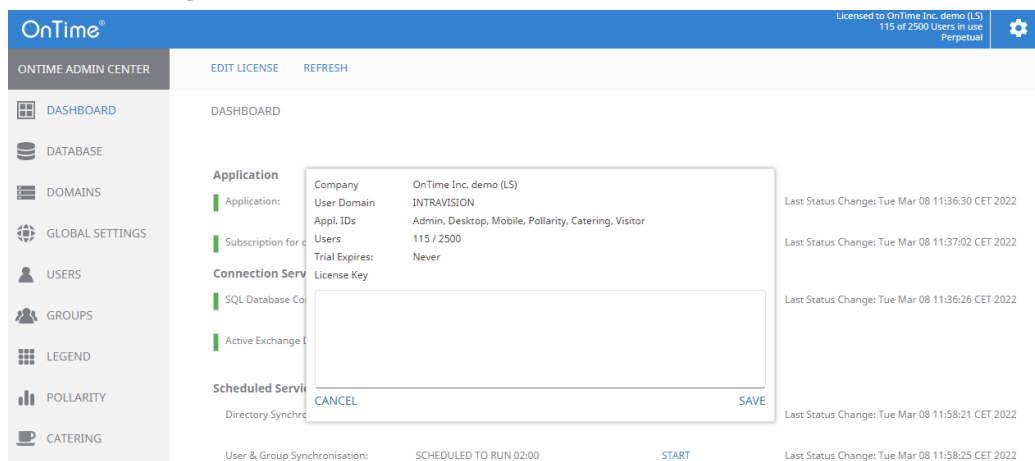 OnTime®
Licensed to OnTime Inc. demo (LS)
115 of 2500 Users in use
Perpetual
ONTIME ADMIN CENTER
EDIT LICENSE REFRESH
DASHBOARD
DASHBOARD
DATABASE
DOMAINS
GLOBAL SETTINGS
USERS
GROUPS
LEGEND
POLLARITY
CATERING
Application
Application:
Last Status Change: Tue Mar 08 11:36:30 CET 2022
Subscription for
Last Status Change: Tue Mar 08 11:37:02 CET 2022
Connection Serv
SQL Database Co
Last Status Change: Tue Mar 08 11:36:26 CET 2022
Active Exchange
Scheduled Servi
Directory Synchro
Last Status Change: Tue Mar 08 11:58:21 CET 2022
User & Group Synchronisation: SCHEDULED TO RUN 02:00 START Last Status Change: Tue Mar 08 11:58:25 CET 2022
Company OnTime Inc. demo (LS)
User Domain INTRAVISION
Appl. IDs Admin, Desktop, Mobile, Pollarity, Catering, Visitor
Users 115 / 2500
Trial Expires: Never
License Key
CANCEL SAVE